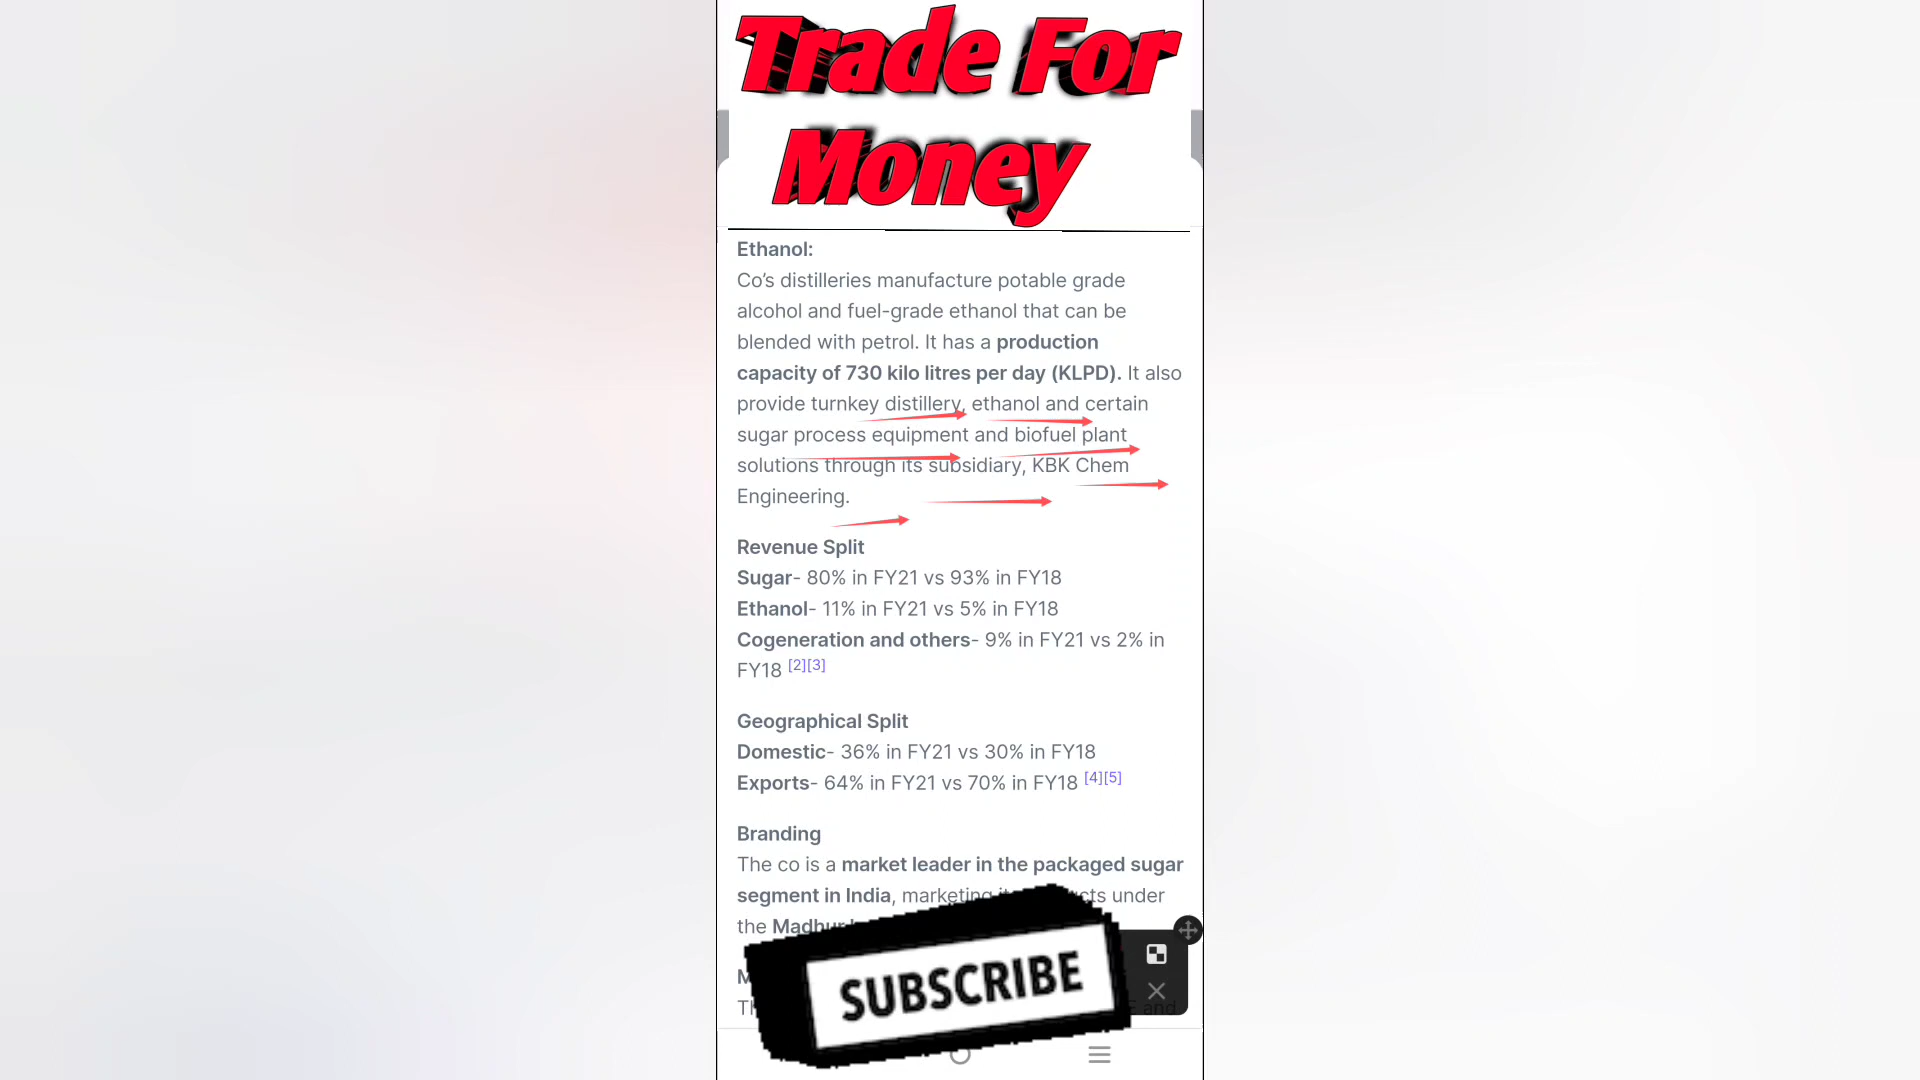 Trade For
Money
Ethanol:
Co's distilleries manufacture potable grade
alcohol and fuel-grade ethanol that can be
blended with petrol. It has a production
capacity of 730 kilo litres per day (KLPD). It also
provide turnkey distillery, ethanol and certain
sugar process equipment and biofuel plant
solutions through its subsidiary, KBK Chem
Engineering.
Revenue Split
Sugar- 80% in FY21 vs 93% in FY18
Ethanol- 11% in FY21 vs 5% in FY18
Cogeneration and others- 9% in FY21 vs 2% in
FY18 [2][3]
Geographical Split
Domestic- 36% in FY21 vs 30% in FY18
Exports- 64% in FY21 vs 70% in FY18 [4][5]
Branding
The co is a market leader in the packaged sugar
segment in India, marketing under
the Madhur
SUBSCRIBE
and